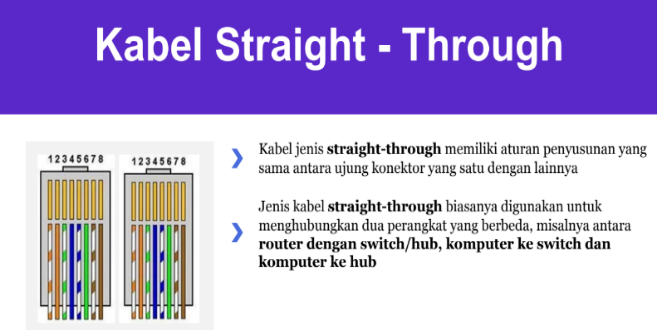 Kabel Straight - Through
12345678
12345678
Kabel jenis straight-through memiliki aturan penyusunan yang
sama antara ujung konektor yang satu dengan lainnya
Jenis kabel straight-through biasanya digunakan untuk
menghubungkan dua perangkat yang berbeda, misalnya antara
router dengan switch/hub, komputer ke switch dan
komputer ke hub